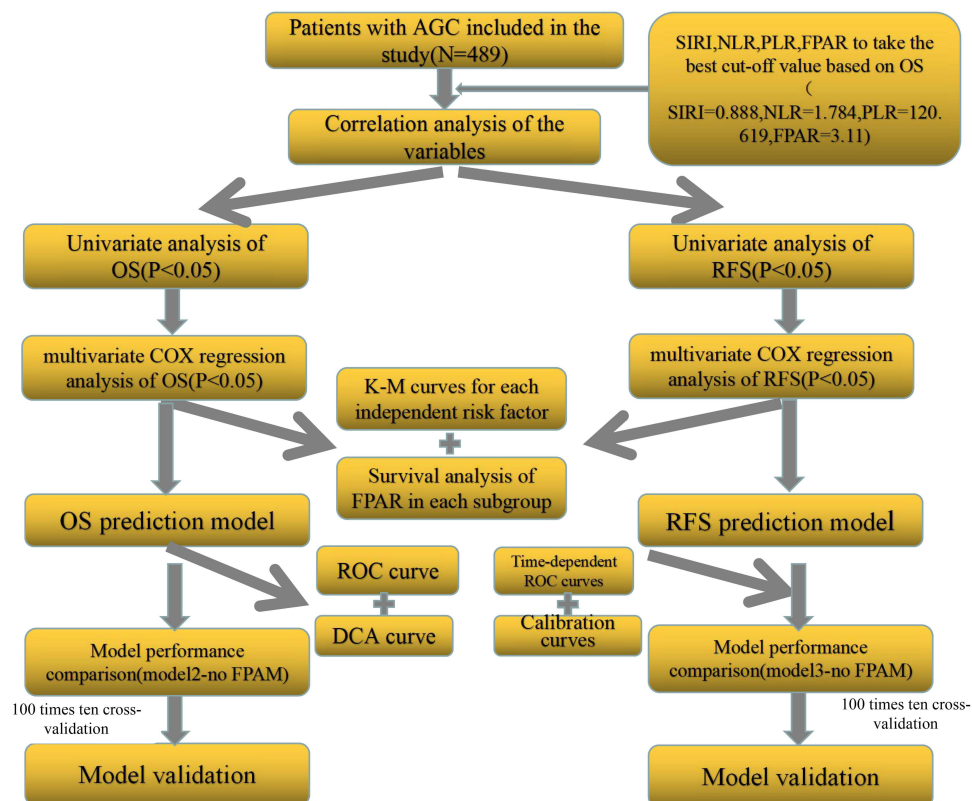 Patients with AGC included in the
study(N=489)
SIRI,NLR,PLR,FPAR to take the
best cut-off value based on OS
（
SIRI=0.888,NLR=1.784,PLR=120.
619,FPAR=3.11)
Correlation analysis of the
variables
Univariate analysis of
OS(P<0.05)
Univariate analysis of
RFS(P<0.05)
multivariate COX regression
analysis of OS(P<0.05)
multivariate COX regression
analysis of RFS(P<0.05)
K-M curves for each
independent risk factor
Survival analysis of
FPAR in each subgroup
OS prediction model
RFS prediction model
ROC curve
DCA curve
Time-dependent
ROC curves
Calibration
curves
Model performance
comparison(model2-no FPAM)
Model performance
comparison(model3-no FPAM)
100 times ten cross-
validation
100 times ten cross-
validation
Model validation
Model validation